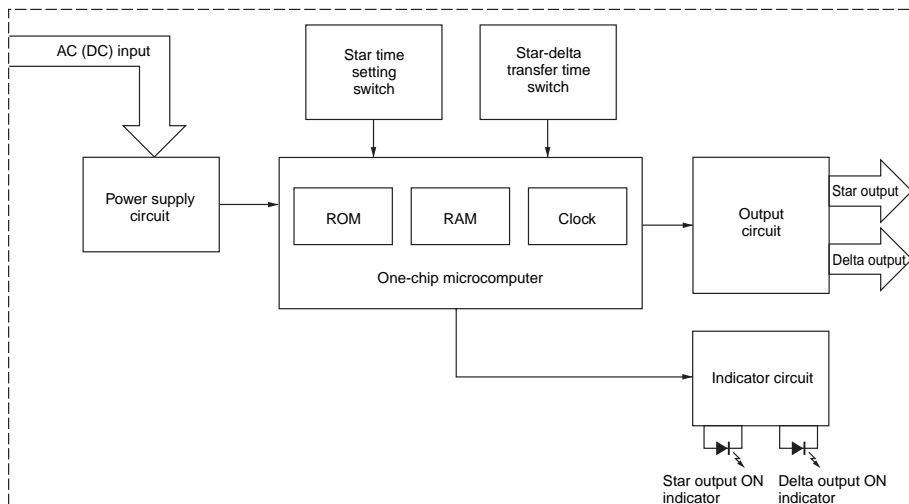 AC (DC) input
Star time
setting
switch
Star-delta
transfer time
switch
Power supply
circuit
ROM
RAM
Clock
One-chip microcomputer
Output
circuit
Star output
Delta output
Indicator circuit
Star output ON
indicator
Delta output ON
indicator